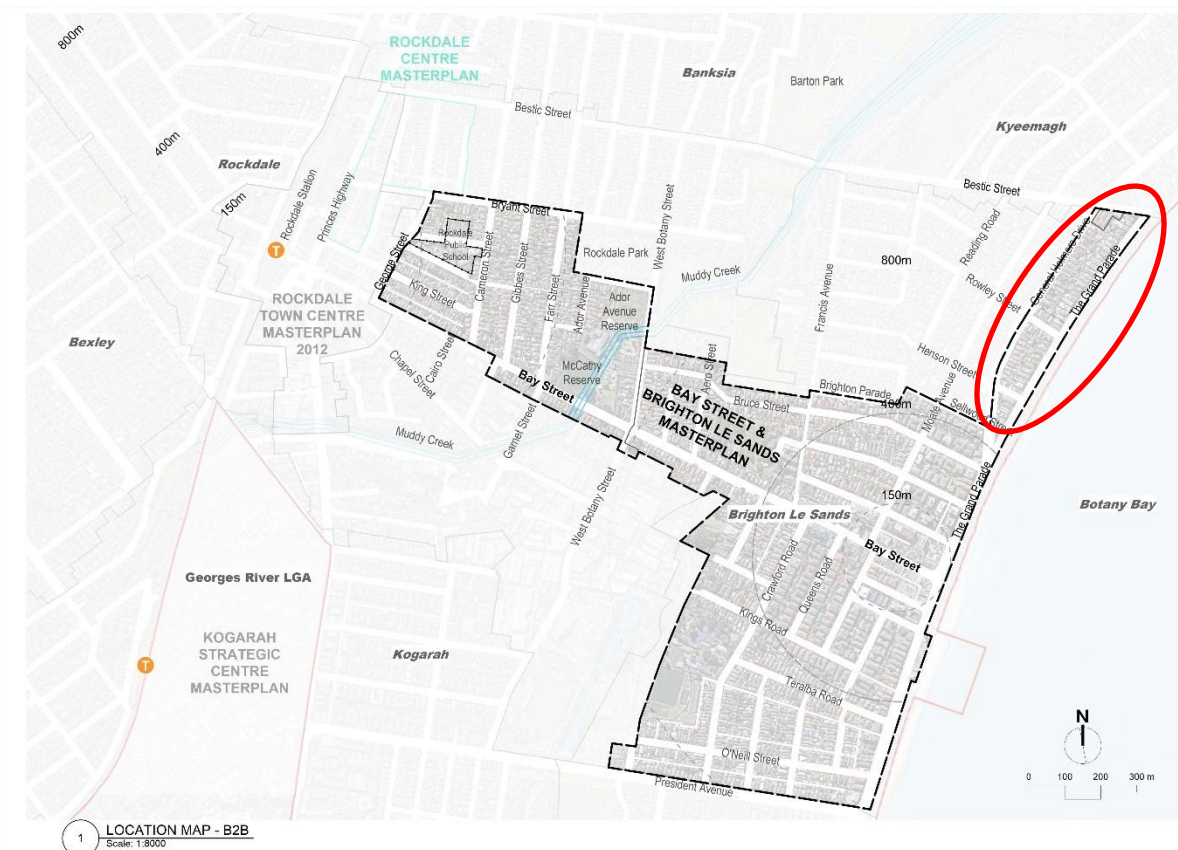 800m
ROCKDALE
CENTRE
MASTERPLAN
Banksia
Barton Park
Bestic Street
Kyeemagh
400m
Rockdale
Bestic Street
150m
Rockdale Station
Princes Highway
Bryant Street
West Botany Street
Reading Road
General Holmes Drive
The Grand Parade
T
Rockdale
Public
School
George Street
Cameron Street
Gibbes Street
Farr Street
Ador Avenue
Rockdale Park
Muddy Creek
800m
Francis Avenue
Rowley Street
King Street
Ador
Avenue
Reserve
ROCKDALE
TOWN CENTRE
MASTERPLAN
2012
Bexley
Chapel Street
Cairo Street
McCathy
Reserve
Bay Street
Aero Street
Henson Street
Brighton Parade
Moate Avenue
Sellwood Street
400m
Bruce Street
BAY STREET &
BRIGHTON LE SANDS
MASTERPLAN
Garnet Street
Muddy Creek
West Botany Street
150m
The Grand Parade
Botany Bay
Brighton Le Sands
Bay Street
Crawford Road
Queens Road
Georges River LGA
Kings Road
KOGARAH
STRATEGIC
CENTRE
MASTERPLAN
Kogarah
T
Teralba Road
N
O'Neill Street
President Avenue
0 100 200 300 m
1 LOCATION MAP - B2B
Scale: 1:8000